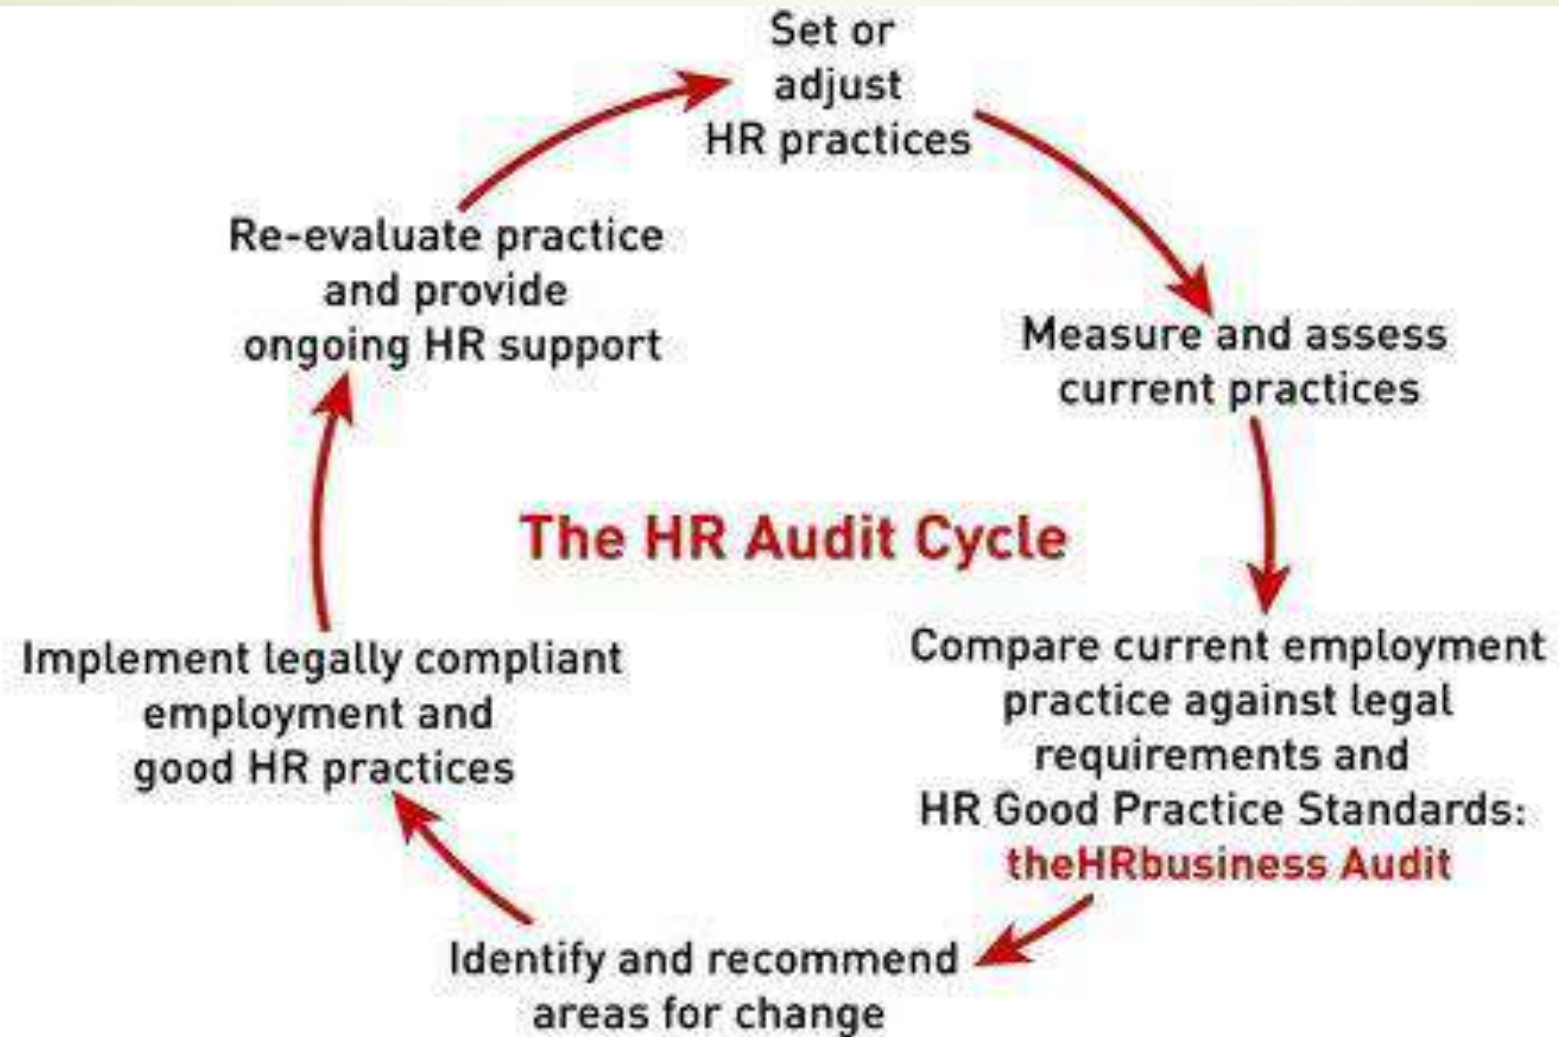 Set or
adjust
HR practices
Measure and assess
current practices
Compare current employment
practice against legal
requirements and
HR Good Practice Standards:
theHRbusiness Audit
Identify and recommend
areas for change
Implement legally compliant
employment and
good HR practices
Re-evaluate practice
and provide
ongoing HR support
The HR Audit Cycle